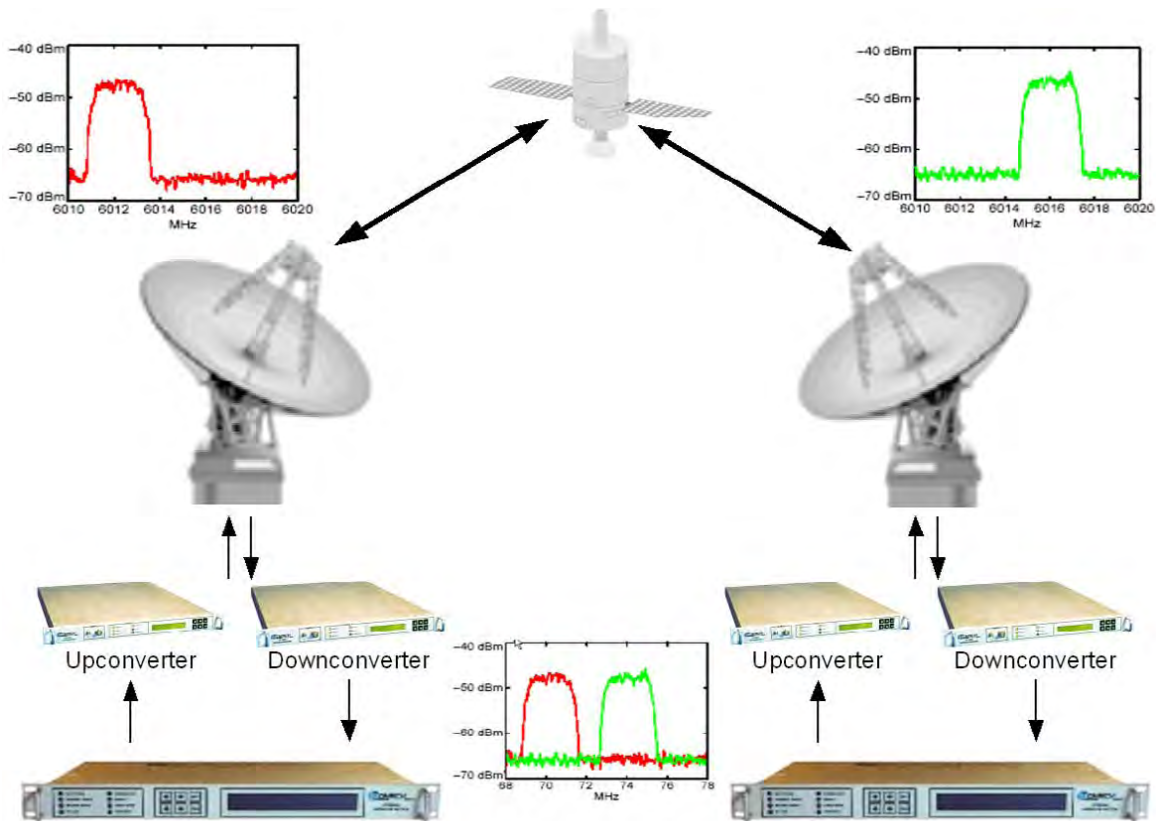 −40 dBm
−50 dBm
−60 dBm
−70 dBm
6010 6012 6014 6016 6018 6020
MHz
−40 dBm
−50 dBm
−60 dBm
−70 dBm
6010 6012 6014 6016 6018 6020
MHz
Upconverter
Downconverter
Upconverter
Downconverter
−40 dBm
−50 dBm
−60 dBm
−70 dBm
68 70 72 74 76 78
MHz